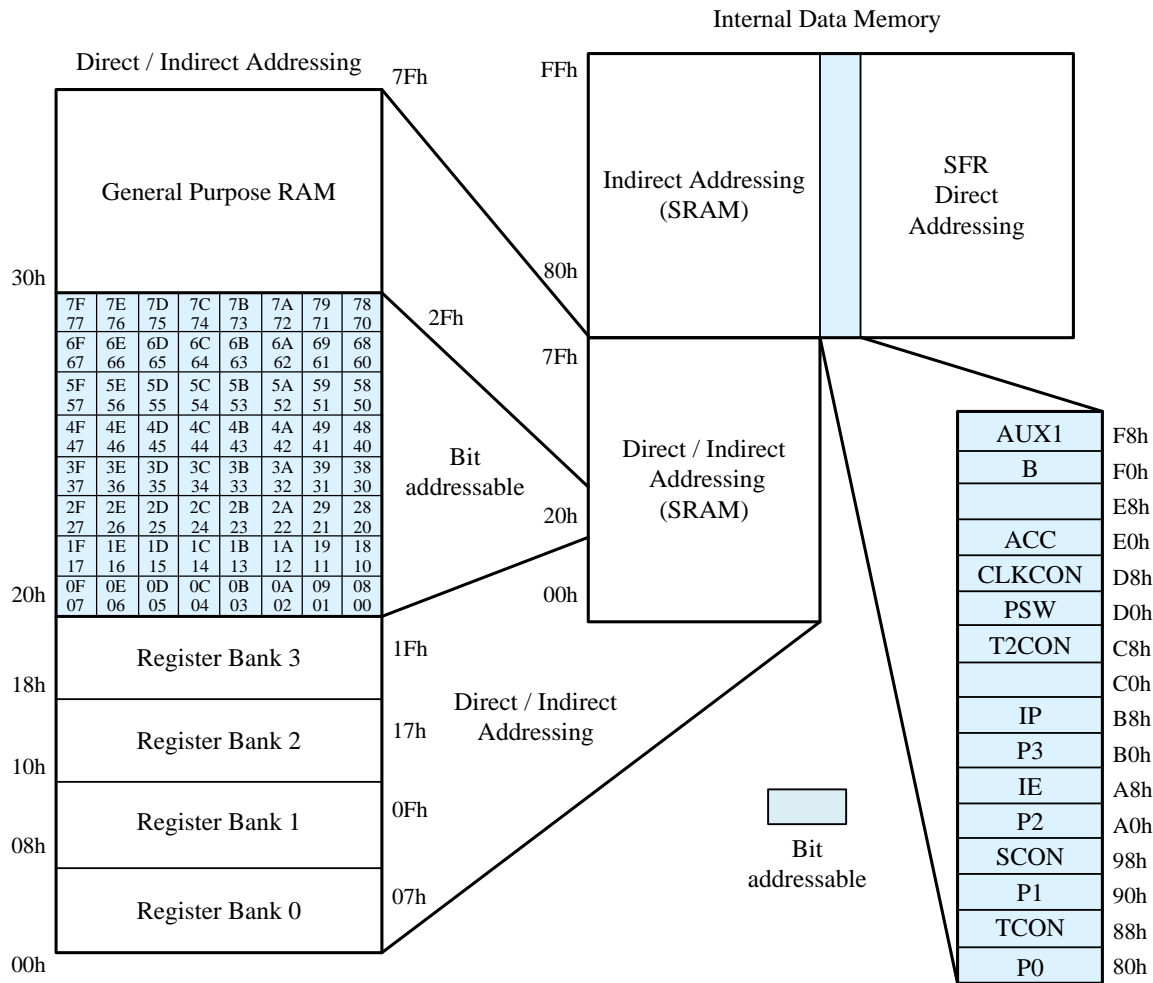 Internal Data Memory
Direct / Indirect Addressing
7Fh
General Purpose RAM
30h
7F 7E 7D 7C 7B 7A 79 78
77 76 75 74 73 72 71 70
6F 6E 6D 6C 6B 6A 69 68
67 66 65 64 63 62 61 60
5F 5E 5D 5C 5B 5A 59 58
57 56 55 54 53 52 51 50
4F 4E 4D 4C 4B 4A 49 48
47 46 45 44 43 42 41 40
3F 3E 3D 3C 3B 3A 39 38
37 36 35 34 33 32 31 30
2F 2E 2D 2C 2B 2A 29 28
27 26 25 24 23 22 21 20
1F 1E 1D 1C 1B 1A 19 18
17 16 15 14 13 12 11 10
0F 0E 0D 0C 0B 0A 09 08
07 06 05 04 03 02 01 00
20h
2Fh
Bit
addressable
20h
Register Bank 3
1Fh
18h
Register Bank 2
17h
10h
Register Bank 1
0Fh
08h
Register Bank 0
07h
00h
Direct / Indirect
Addressing
FFh
Indirect Addressing
(SRAM)
80h
SFR
Direct
Addressing
7Fh
Direct / Indirect
Addressing
(SRAM)
00h
Bit
addressable
AUX1 F8h
B F0h
E8h
ACC E0h
CLKCON D8h
PSW D0h
T2CON C8h
C0h
IP B8h
P3 B0h
IE A8h
P2 A0h
SCON 98h
P1 90h
TCON 88h
P0 80h